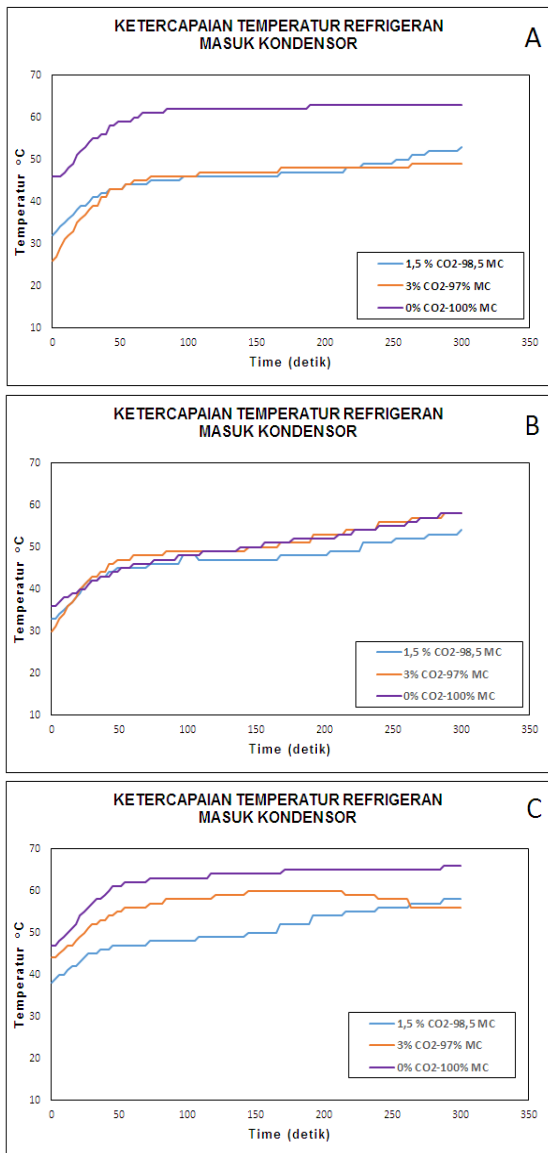 KETERCAPAIAN TEMPERATUR REFRIGERAN
MASUK KONDENSOR
A
70
60
50
40
30
20
10
Temperatur °C
0 50 100 150 200 250 300 350
Time (detik)
1,5 % CO2-98,5 MC
3% CO2-97% MC
0% CO2-100% MC
KETERCAPAIAN TEMPERATUR REFRIGERAN
MASUK KONDENSOR
B
70
60
50
40
30
20
10
Temperatur °C
0 50 100 150 200 250 300 350
Time (detik)
1,5 % CO2-98,5 MC
3% CO2-97% MC
0% CO2-100% MC
KETERCAPAIAN TEMPERATUR REFRIGERAN
MASUK KONDENSOR
C
70
60
50
40
30
20
10
Temperatur °C
0 50 100 150 200 250 300 350
Time (detik)
1,5 % CO2-98,5 MC
3% CO2-97% MC
0% CO2-100% MC